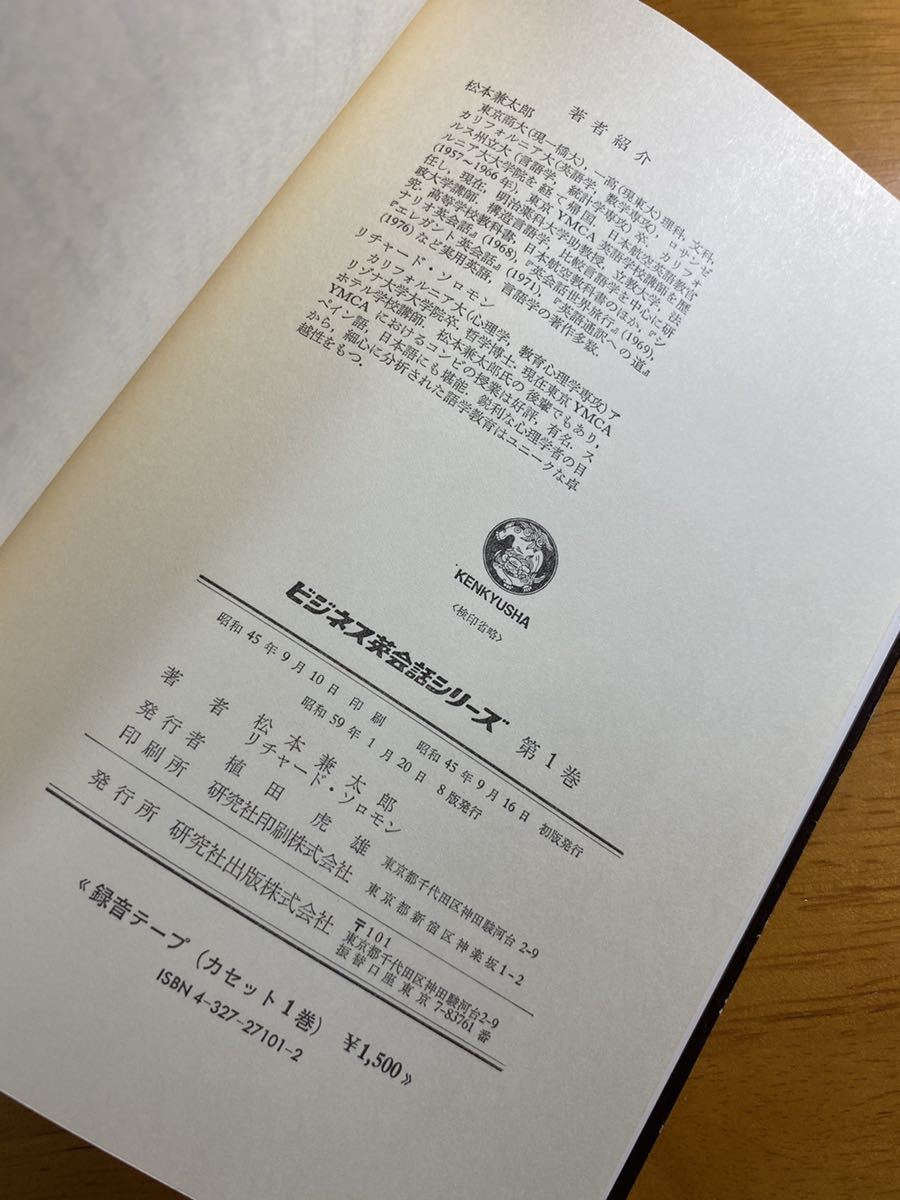 著者紹介
松本兼太郎
東京商大(現一橋大),一高(現東大)理科,文科,
カリフォルニア大(英語学,数学専攻),ロサンゼ
ルス州立大(言語学,統計学専攻)卒.カリフォ
ルニア大大学院を経て帰国.日本航空英語教官
(1957〜1966年),東京YMCA英語学校講師を歴
任し,現在,明治薬科大学助教授,立教大学,法
政大学講師.構造言語学,比較言語学を中心に研
究.高等学校教科書,日本航空教科書のほか,『シ
ナリオ英会話』(1968),『英会話世界旅行』(1969),
『エレガント英会話』(1971),『英語通訳への道』
(1976)など実用英語,言語学の著作多数.
リチャード・ソロモン
カリフォルニア大(心理学,教育心理学専攻)ア
リゾナ大学大学院卒.哲学博士.現在東京YMCA
ホテル学校講師.松本兼太郎氏の後輩でもあり,
YMCAにおけるコンビの授業は好評,有名.ス
ペイン語,日本語にも堪能.鋭利な心理学者の目
から,細心に分析された語学教育はユニークな卓
越性をもつ.
KENKYUSHA
〈検印省略〉
ビジネス英会話シリーズ 第1巻
昭和45年9月10日 印刷 昭和45年9月16日 初版発行
昭和59年1月20日 8版発行
著者 松本兼太郎
リチャード・ソロモン
発行者 植田虎雄 東京都千代田区神田駿河台2-9
印刷所 研究社印刷株式会社 東京都新宿区神楽坂1-2
発行所 研究社出版株式会社 〒101
東京都千代田区神田駿河台2-9
振替口座東京7-83761番
《録音テープ(カセット1巻) ¥1,500》
ISBN 4-327-27101-2